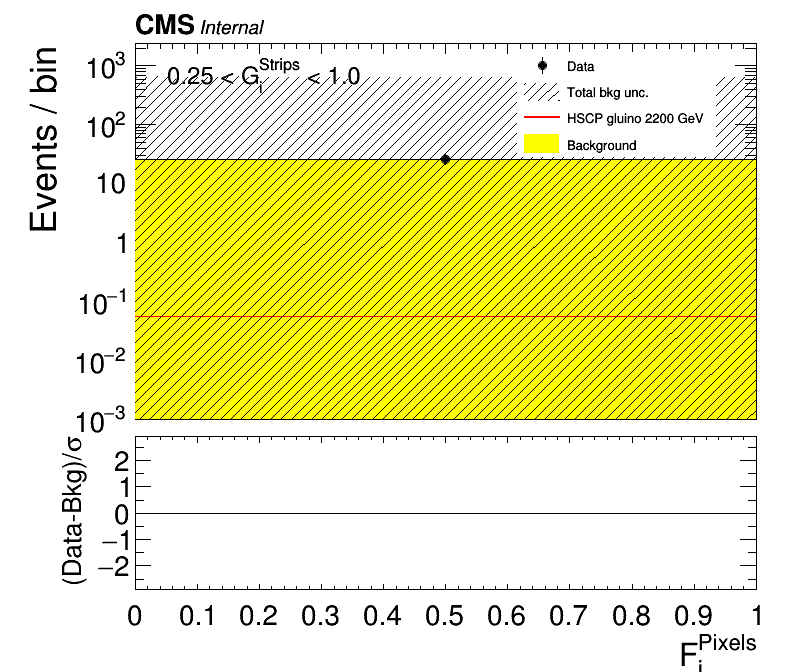 CMS Internal
Events / bin
10³
10²
10
1
10⁻¹
10⁻²
10⁻³
0.25 < G_i^Strips < 1.0
Data
Total bkg unc.
HSCP gluino 2200 GeV
Background
(Data-Bkg)/σ
2
1
0
−1
−2
0 0.1 0.2 0.3 0.4 0.5 0.6 0.7 0.8 0.9 1
F_i^Pixels